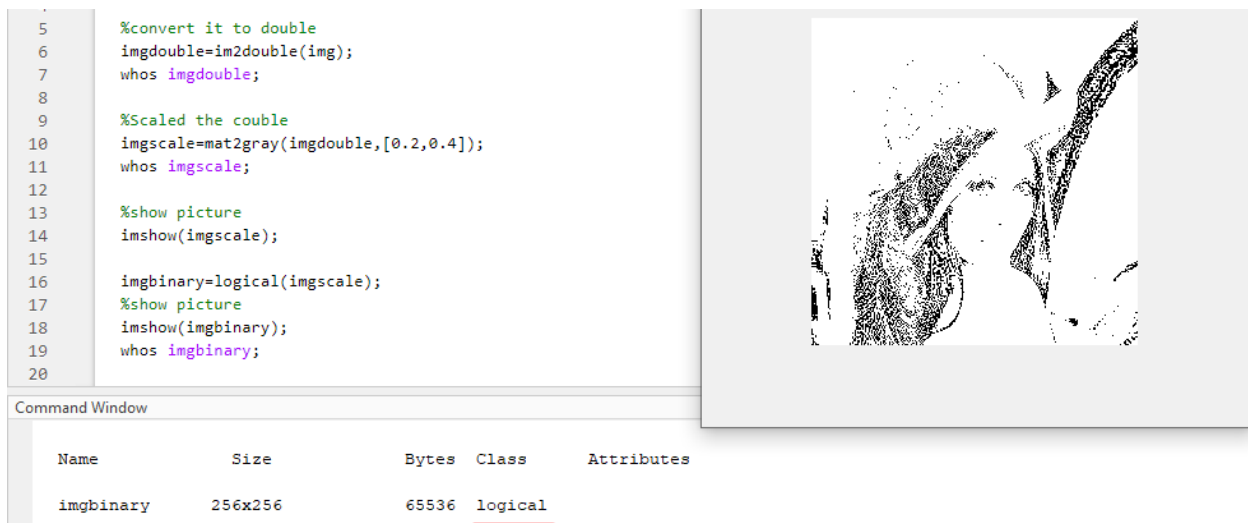 5 %convert it to double
6 imgdouble=im2double(img);
7 whos imgdouble;
8
9 %Scaled the couble
10 imgscale=mat2gray(imgdouble,[0.2,0.4]);
11 whos imgscale;
12
13 %show picture
14 imshow(imgscale);
15
16 imgbinary=logical(imgscale);
17 %show picture
18 imshow(imgbinary);
19 whos imgbinary;
20
Command Window
Name Size Bytes Class Attributes
imgbinary 256x256 65536 logical